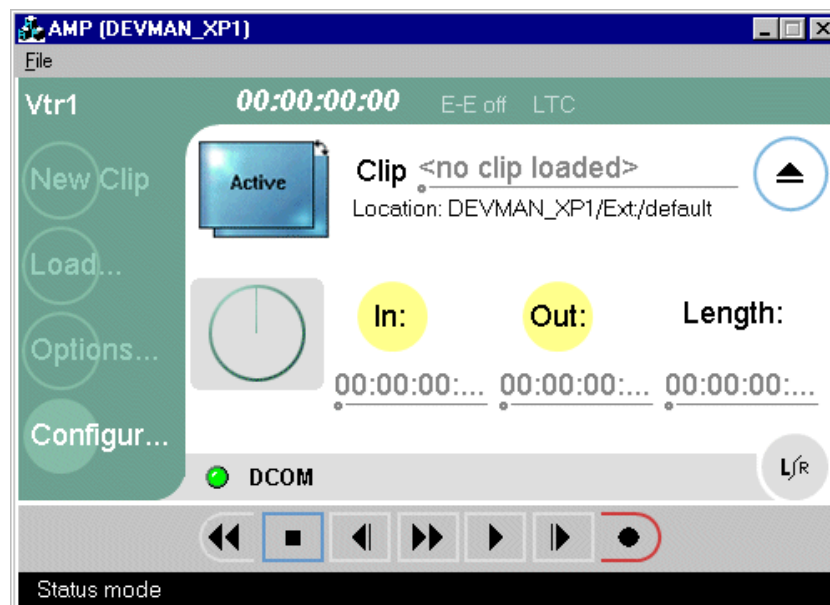 AMP (DEVMAN_XP1)
File
Vtr1
00:00:00:00 E-E off LTC
New Clip
Load...
Options...
Configur...
Active
Clip <no clip loaded>
Location: DEVMAN_XP1/Ext:/default
In: Out: Length:
00:00:00:... 00:00:00:... 00:00:00:...
DCOM
L/R
Status mode